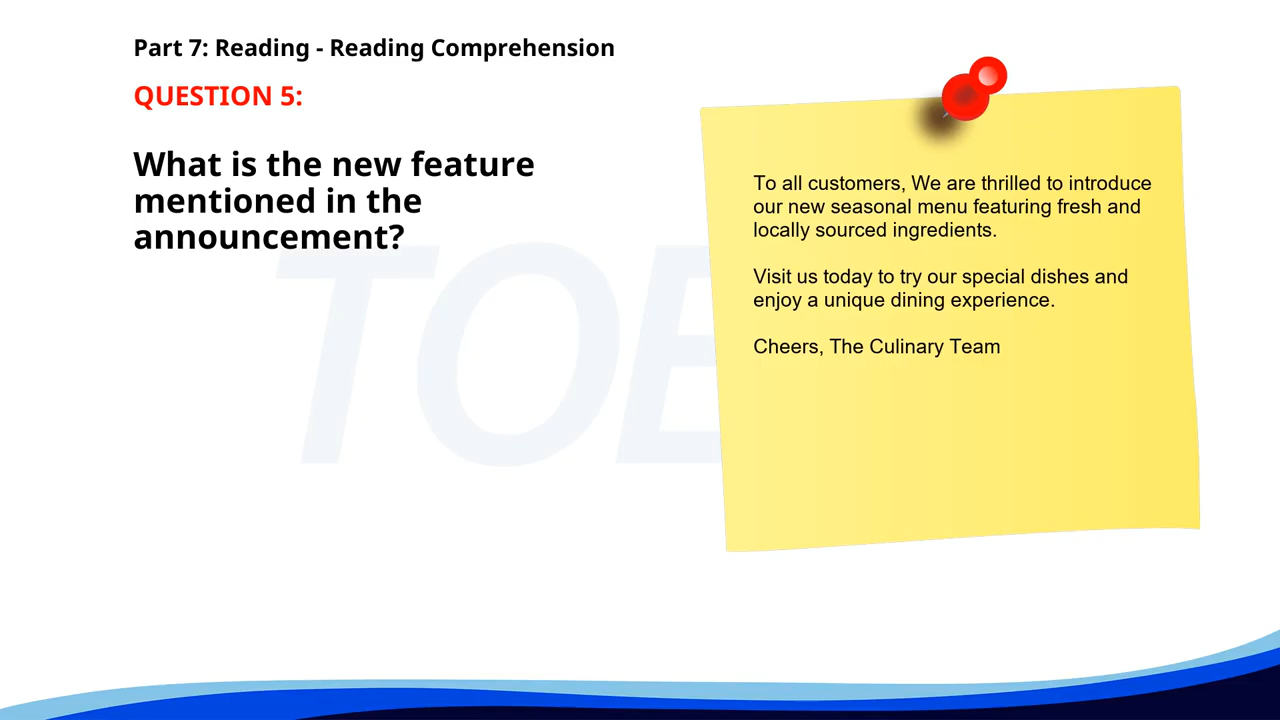 Part 7: Reading - Reading Comprehension
QUESTION 5:
What is the new feature
mentioned in the
announcement?
To all customers, We are thrilled to introduce
our new seasonal menu featuring fresh and
locally sourced ingredients.
Visit us today to try our special dishes and
enjoy a unique dining experience.
Cheers, The Culinary Team